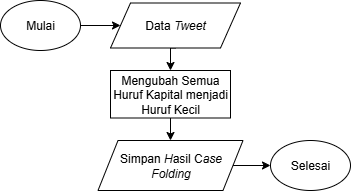 Mulai
Data Tweet
Mengubah Semua
Huruf Kapital menjadi
Huruf Kecil
Simpan Hasil Case
Folding
Selesai